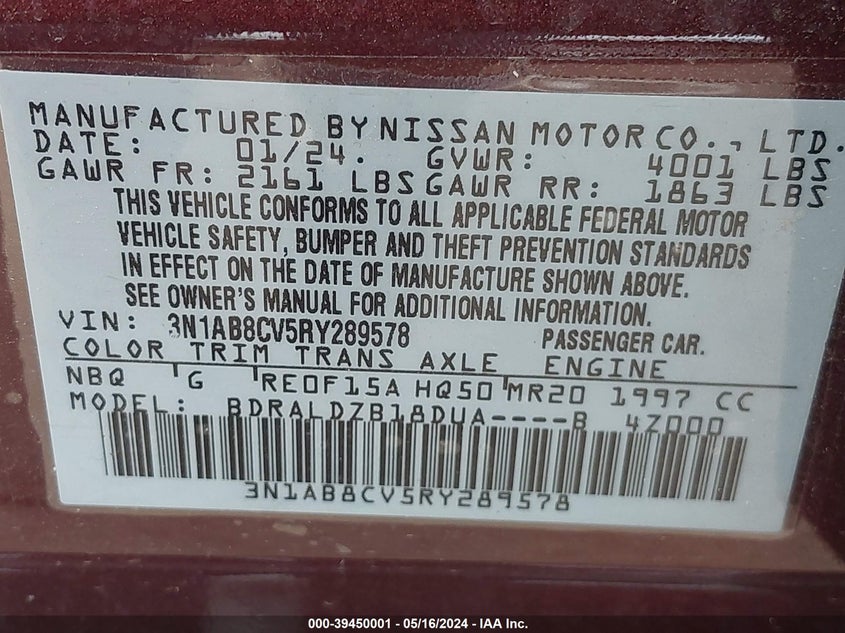 MANUFACTURED BY NISSAN MOTOR CO., LTD.
DATE: 01/24. GVWR: 4001 LBS
GAWR FR: 2161 LBS GAWR RR: 1863 LBS
THIS VEHICLE CONFORMS TO ALL APPLICABLE FEDERAL MOTOR
VEHICLE SAFETY, BUMPER AND THEFT PREVENTION STANDARDS
IN EFFECT ON THE DATE OF MANUFACTURE SHOWN ABOVE.
SEE OWNER'S MANUAL FOR ADDITIONAL INFORMATION.
VIN: 3N1AB8CV5RY289578 PASSENGER CAR.
COLOR TRIM TRANS AXLE ENGINE
NBQ G RE0F15A HQ50 MR20 1997 CC
MODEL: BDRALDZB18DUA----B 4Z000
3N1AB8CV5RY289578
000-39450001 - 05/16/2024 - IAA Inc.